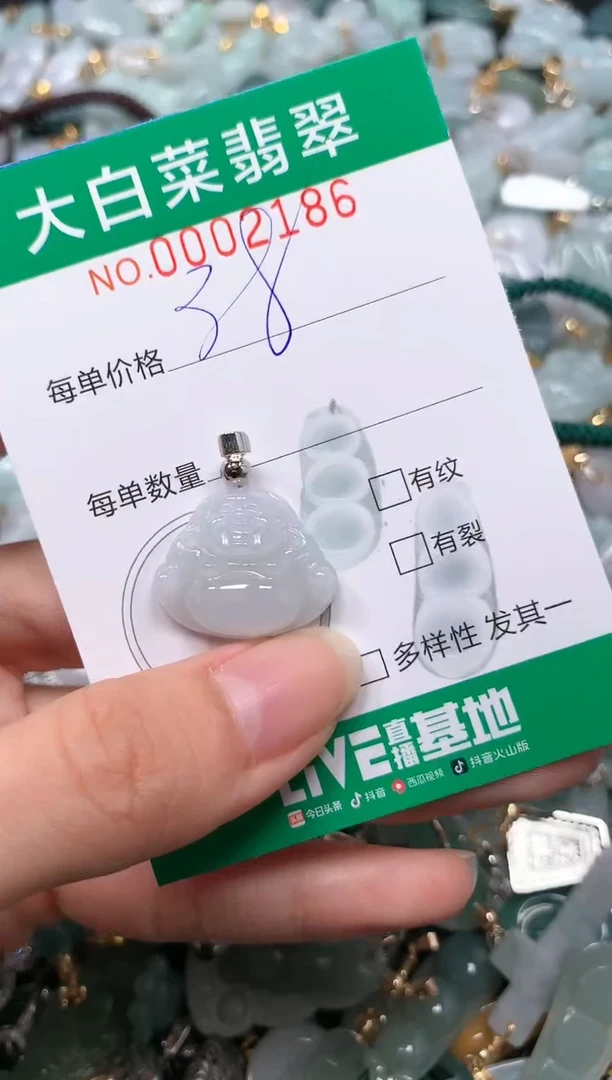 大白菜翡翠
NO.0002186
每单价格 38
每单数量
有纹
有裂
多样性 发其一
LIVE直播基地
今日头条 抖音 西瓜视频 抖音火山版